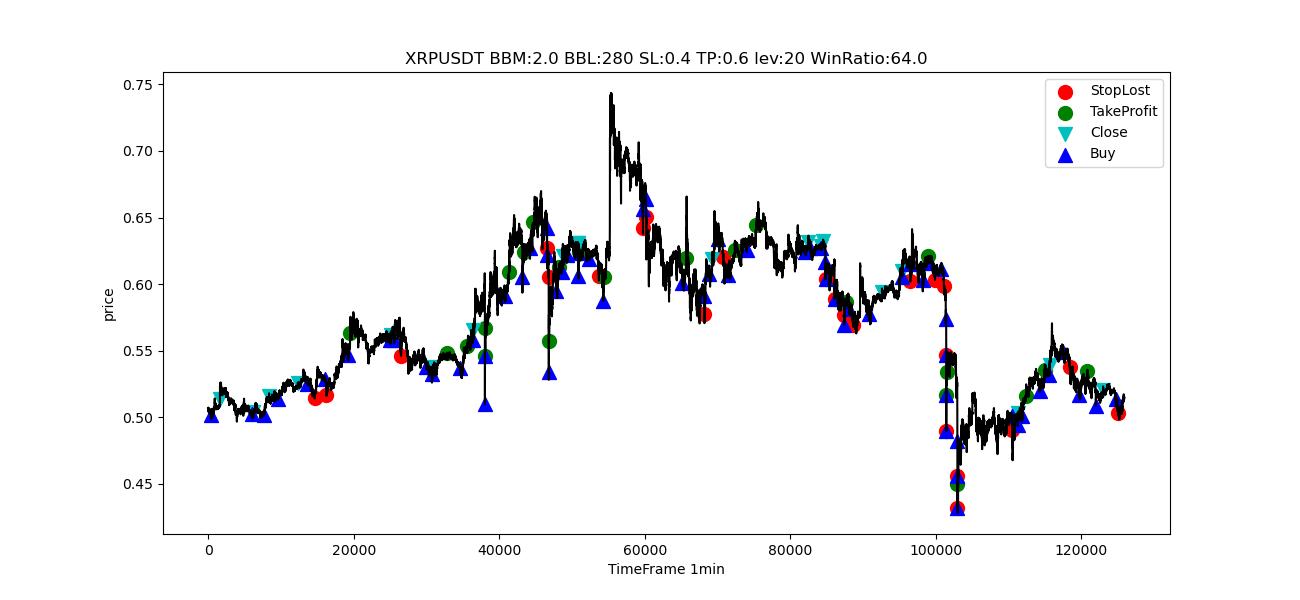 XRPUSDT BBM:2.0 BBL:280 SL:0.4 TP:0.6 lev:20 WinRatio:64.0
StopLost
TakeProfit
Close
Buy
price
0.75
0.70
0.65
0.60
0.55
0.50
0.45
0 20000 40000 60000 80000 100000 120000
TimeFrame 1min